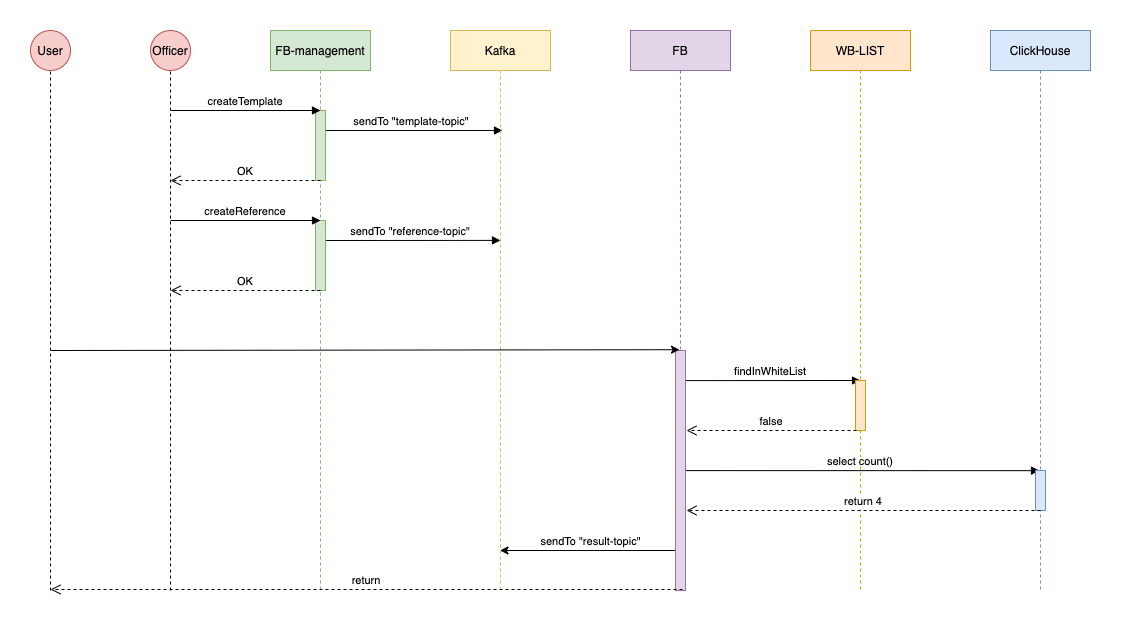 User
Officer
FB-management
Kafka
FB
WB-LIST
ClickHouse
createTemplate
sendTo "template-topic"
OK
createReference
sendTo "reference-topic"
OK
findInWhiteList
false
select count()
return 4
sendTo "result-topic"
return